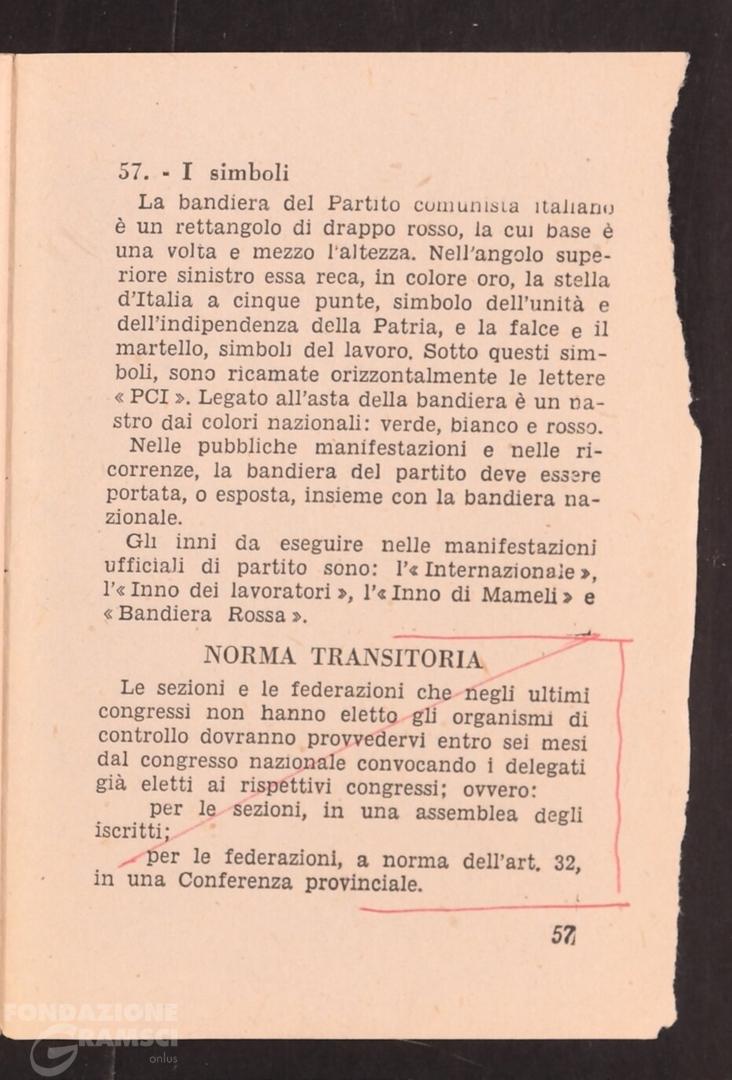 57. - I simboli
La bandiera del Partito comunista italiano
è un rettangolo di drappo rosso, la cui base è
una volta e mezzo l'altezza. Nell'angolo supe-
riore sinistro essa reca, in colore oro, la stella
d'Italia a cinque punte, simbolo dell'unità e
dell'indipendenza della Patria, e la falce e il
martello, simboli del lavoro. Sotto questi sim-
boli, sono ricamate orizzontalmente le lettere
« PCI ». Legato all'asta della bandiera è un na-
stro dai colori nazionali: verde, bianco e rosso.
Nelle pubbliche manifestazioni e nelle ri-
correnze, la bandiera del partito deve essere
portata, o esposta, insieme con la bandiera na-
zionale.
Gli inni da eseguire nelle manifestazioni
ufficiali di partito sono: l'« Internazionale »,
l'« Inno dei lavoratori », l'« Inno di Mameli » e
« Bandiera Rossa ».
NORMA TRANSITORIA
Le sezioni e le federazioni che negli ultimi
congressi non hanno eletto gli organismi di
controllo dovranno provvedervi entro sei mesi
dal congresso nazionale convocando i delegati
già eletti ai rispettivi congressi; ovvero:
per le sezioni, in una assemblea degli
iscritti;
per le federazioni, a norma dell'art. 32,
in una Conferenza provinciale.
57
FONDAZIONE
GRAMSCI
onlus